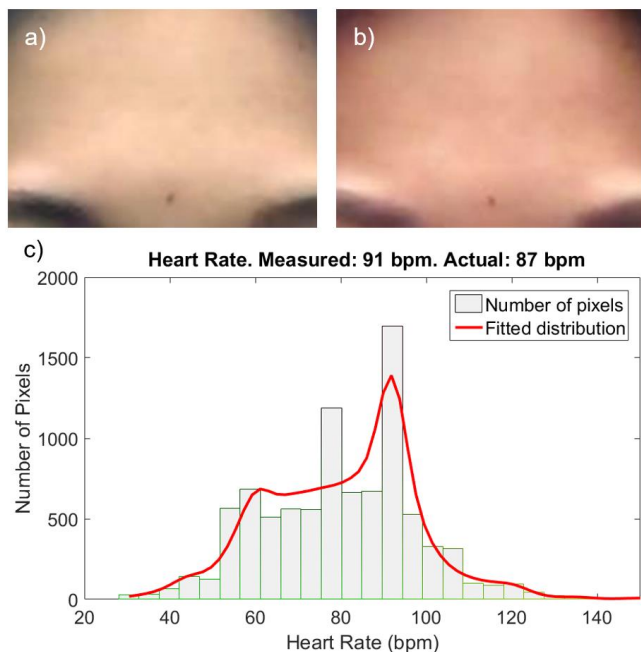 a)
b)
c)
Heart Rate. Measured: 91 bpm. Actual: 87 bpm
2000
1500
1000
500
0
Number of Pixels
Number of pixels
Fitted distribution
20 40 60 80 100 120 140
Heart Rate (bpm)